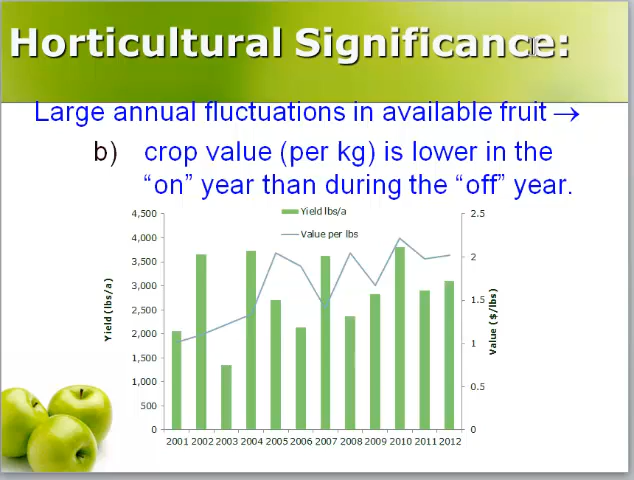 Horticultural Significance:
Large annual fluctuations in available fruit →
b) crop value (per kg) is lower in the
“on” year than during the “off” year.
Yield lbs/a
Value per lbs
4,500
4,000
3,500
3,000
2,500
2,000
1,500
1,000
500
0
Yield (lbs/a)
2.5
2
1.5
1
0.5
0
Value ($/lbs)
2001 2002 2003 2004 2005 2006 2007 2008 2009 2010 2011 2012